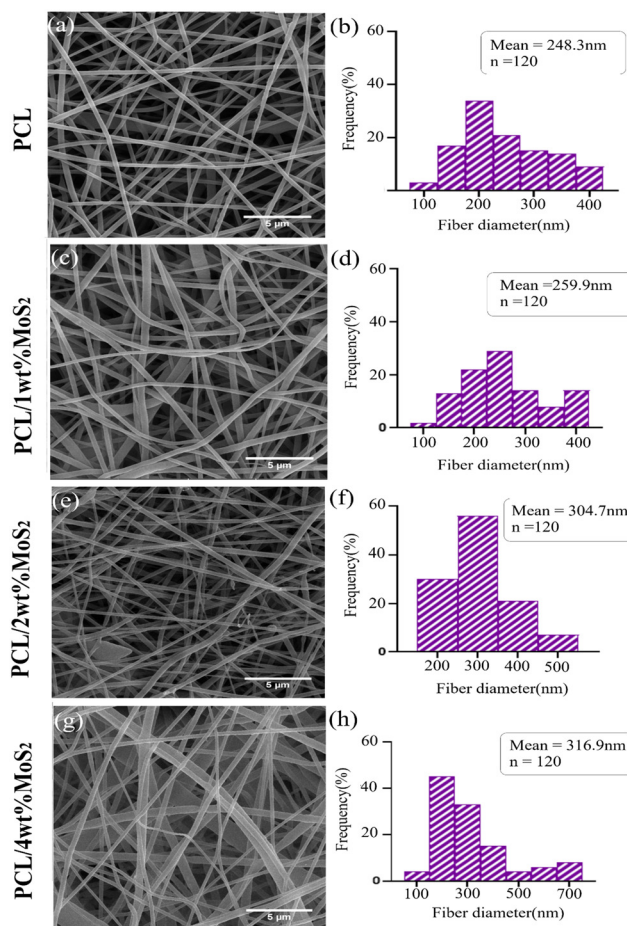 PCL
(a)
5 µm
(b)
Mean = 248.3nm
n =120
Frequency(%)
60
40
20
100
200
300
400
Fiber diameter(nm)
PCL/1wt%MoS2
(c)
5 µm
(d)
Mean =259.9nm
n =120
Frequency(%)
60
40
20
0
100
200
300
400
Fiber diameter(nm)
PCL/2wt%MoS2
(e)
5 µm
(f)
Mean = 304.7nm
n =120
Frequency(%)
60
40
20
0
200
300
400
500
Fiber diameter(nm)
PCL/4wt%MoS2
(g)
5 µm
(h)
Mean = 316.9nm
n = 120
Frequency(%)
60
40
20
0
100
300
500
700
Fiber diameter(nm)